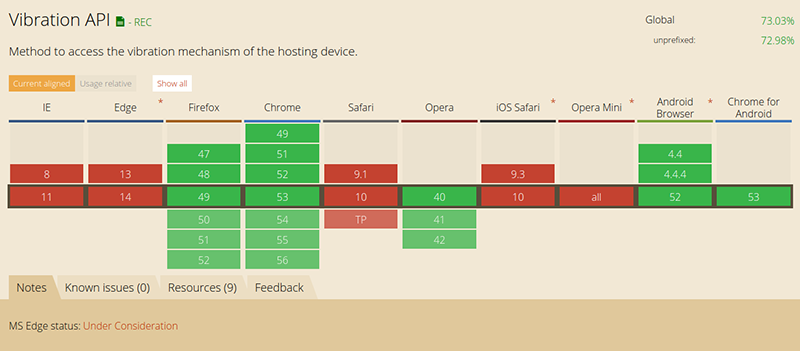 Vibration API - REC
Global 73.03%
unprefixed: 72.98%
Method to access the vibration mechanism of the hosting device.
Current aligned Usage relative Show all
IE Edge * Firefox Chrome Safari Opera iOS Safari * Opera Mini * Android Browser * Chrome for Android
49
47 51 4.4
8 13 48 52 9.1 9.3 4.4.4
11 14 49 53 10 40 10 all 52 53
50 54 TP 41
51 55 42
52 56
Notes Known issues (0) Resources (9) Feedback
MS Edge status: Under Consideration